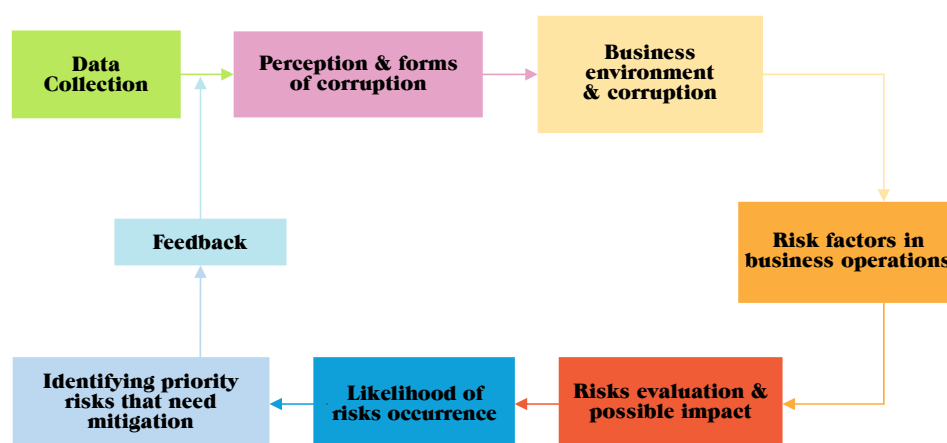 Data
Collection
Perception & forms
of corruption
Business
environment
& corruption
Risk factors in
business operations
Risks evaluation &
possible impact
Likelihood of
risks occurrence
Identifying priority
risks that need
mitigation
Feedback